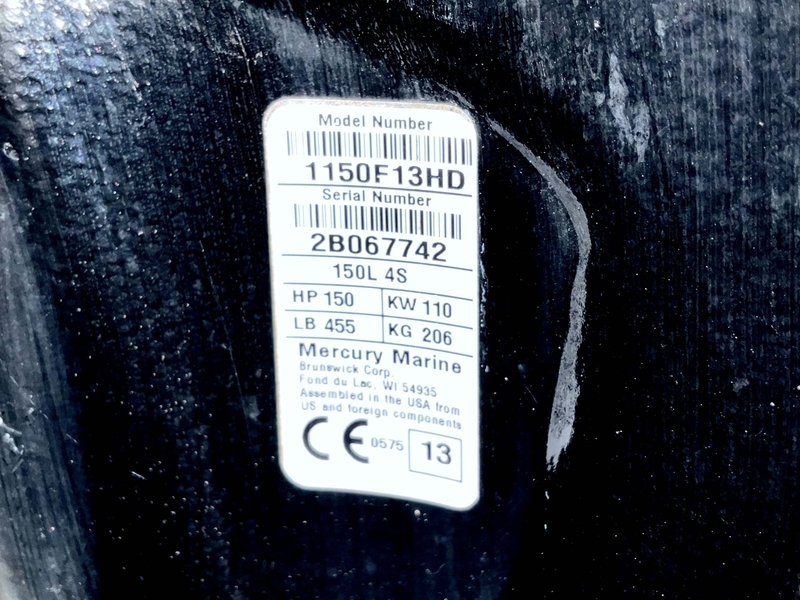 Model Number
1150F13HD
Serial Number
2B067742
150L 4S
HP 150 KW 110
LB 455 KG 206
Mercury Marine
Brunswick Corp.
Fond du Lac, WI 54935
Assembled in the USA from
US and foreign components
CE 0575 13